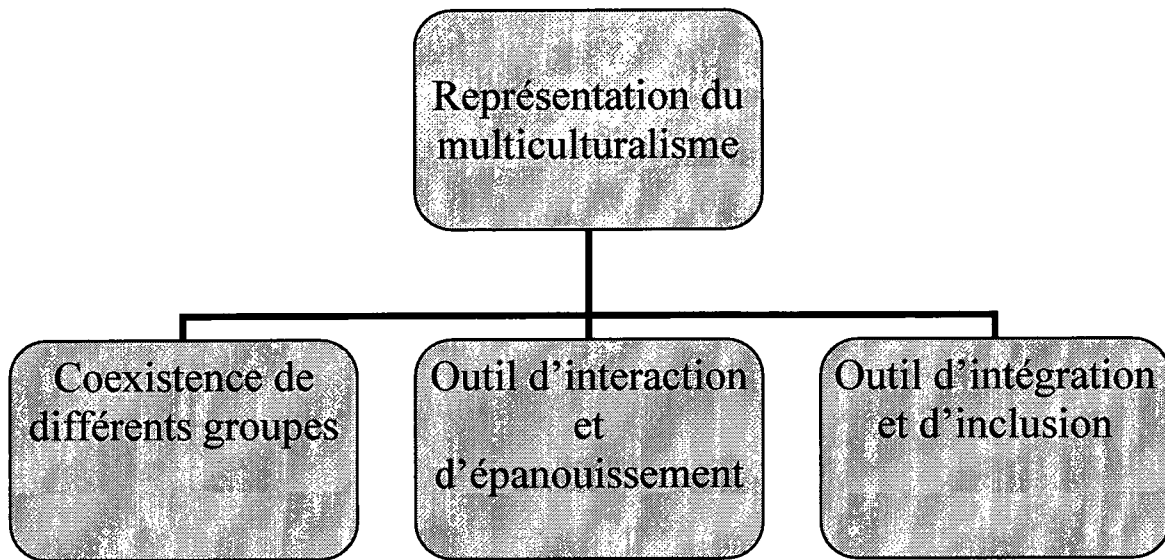 Représentation du
multiculturalisme
Coexistence de
différents groupes
Outil d'interaction
et
d'épanouissement
Outil d'intégration
et d'inclusion